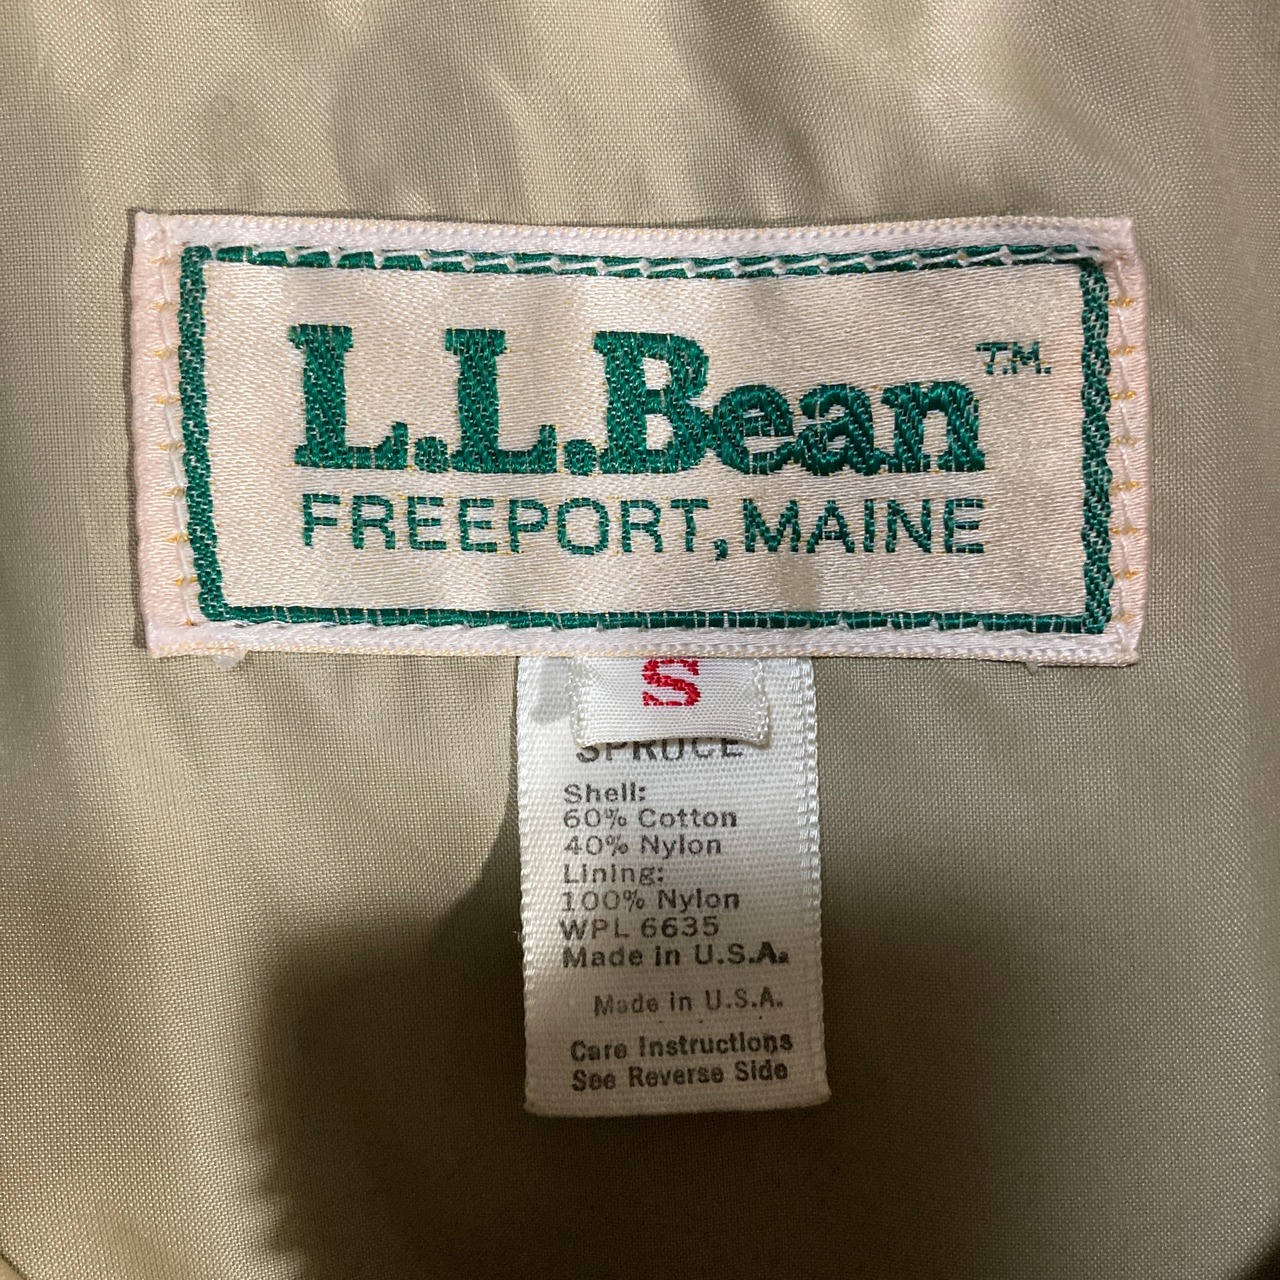 L.L.Bean T.M.
FREEPORT, MAINE
S
SPRUCE
Shell:
60% Cotton
40% Nylon
Lining:
100% Nylon
WPL 6635
Made in U.S.A.
Made in U.S.A.
Care Instructions
See Reverse Side